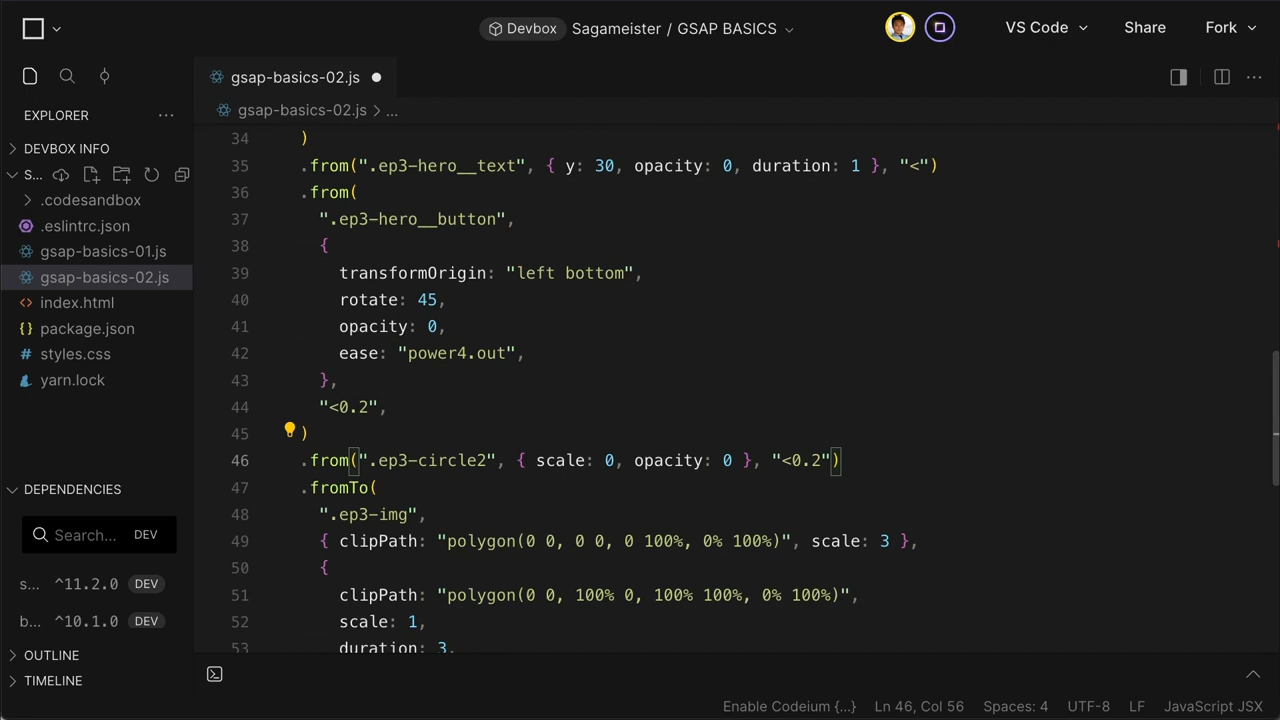 Devbox Sagameister / GSAP BASICS
VS Code Share Fork
gsap-basics-02.js
EXPLORER ...
gsap-basics-02.js > ...
DEVBOX INFO
S...
.codesandbox
.eslintrc.json
gsap-basics-01.js
gsap-basics-02.js
index.html
package.json
styles.css
yarn.lock
DEPENDENCIES
Search... DEV
s... ^11.2.0 DEV
b... ^10.1.0 DEV
OUTLINE
TIMELINE
34 )
35 .from(".ep3-hero__text", { y: 30, opacity: 0, duration: 1 }, "<")
36 .from(
37 ".ep3-hero__button",
38 {
39 transformOrigin: "left bottom",
40 rotate: 45,
41 opacity: 0,
42 ease: "power4.out",
43 },
44 "<0.2",
45 )
46 .from(".ep3-circle2", { scale: 0, opacity: 0 }, "<0.2")
47 .fromTo(
48 ".ep3-img",
49 { clipPath: "polygon(0 0, 0 0, 0 100%, 0% 100%)", scale: 3 },
50 {
51 clipPath: "polygon(0 0, 100% 0, 100% 100%, 0% 100%)",
52 scale: 1,
53 duration: 3,
Enable Codeium {...} Ln 46, Col 56 Spaces: 4 UTF-8 LF JavaScript JSX